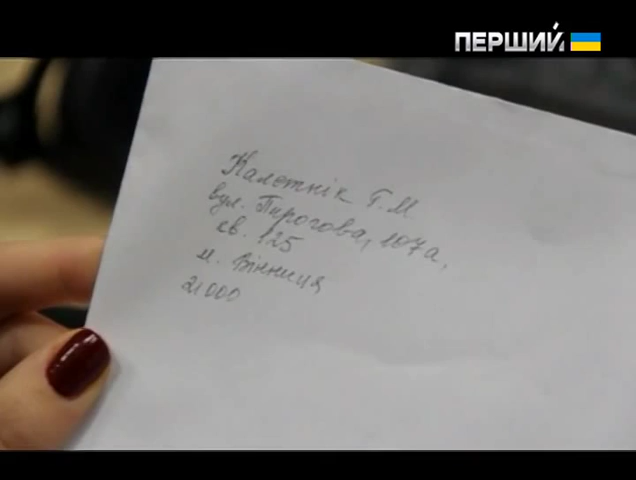 ПЕРШИЙ
Калетнік Г.М
вул. Пирогова, 107а,
кв. 125
м. Вінниця
21000